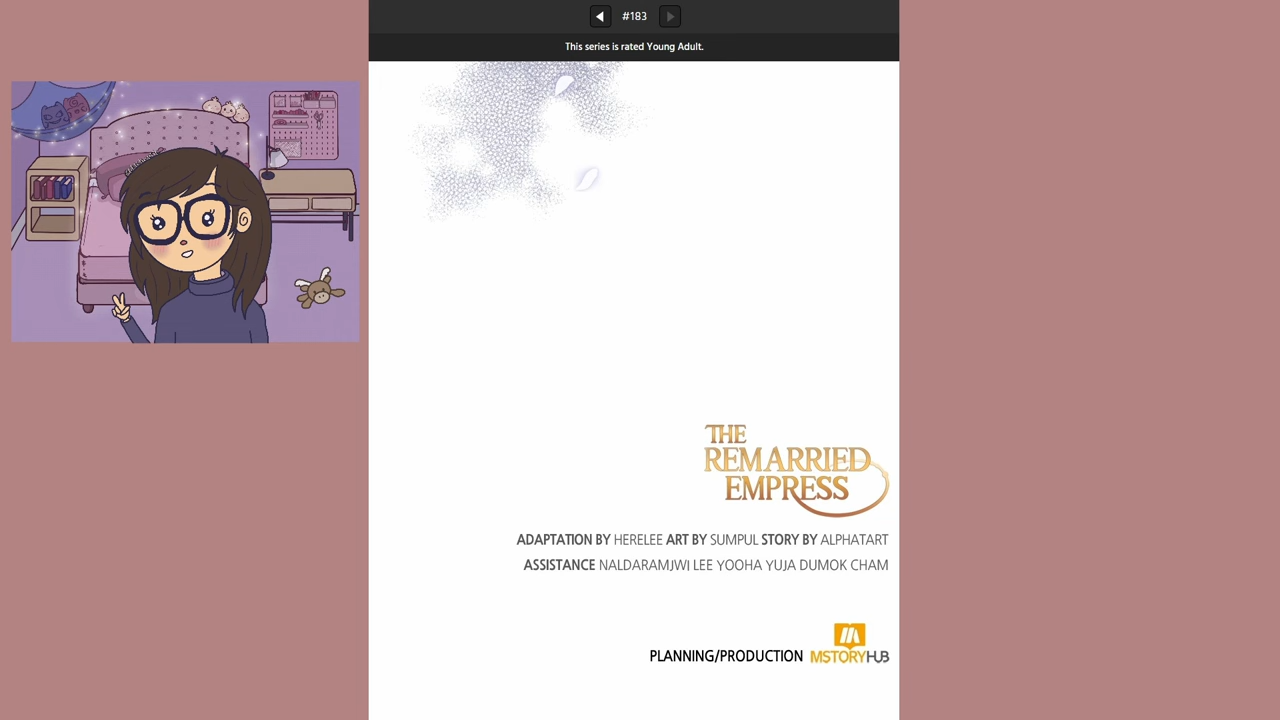 #183
This series is rated Young Adult.
THE
REMARRIED
EMPRESS
ADAPTATION BY HERELEE ART BY SUMPUL STORY BY ALPHATART
ASSISTANCE NALDARAMJWI LEE YOOHA YUJA DUMOK CHAM
PLANNING/PRODUCTION MSTORYHUB